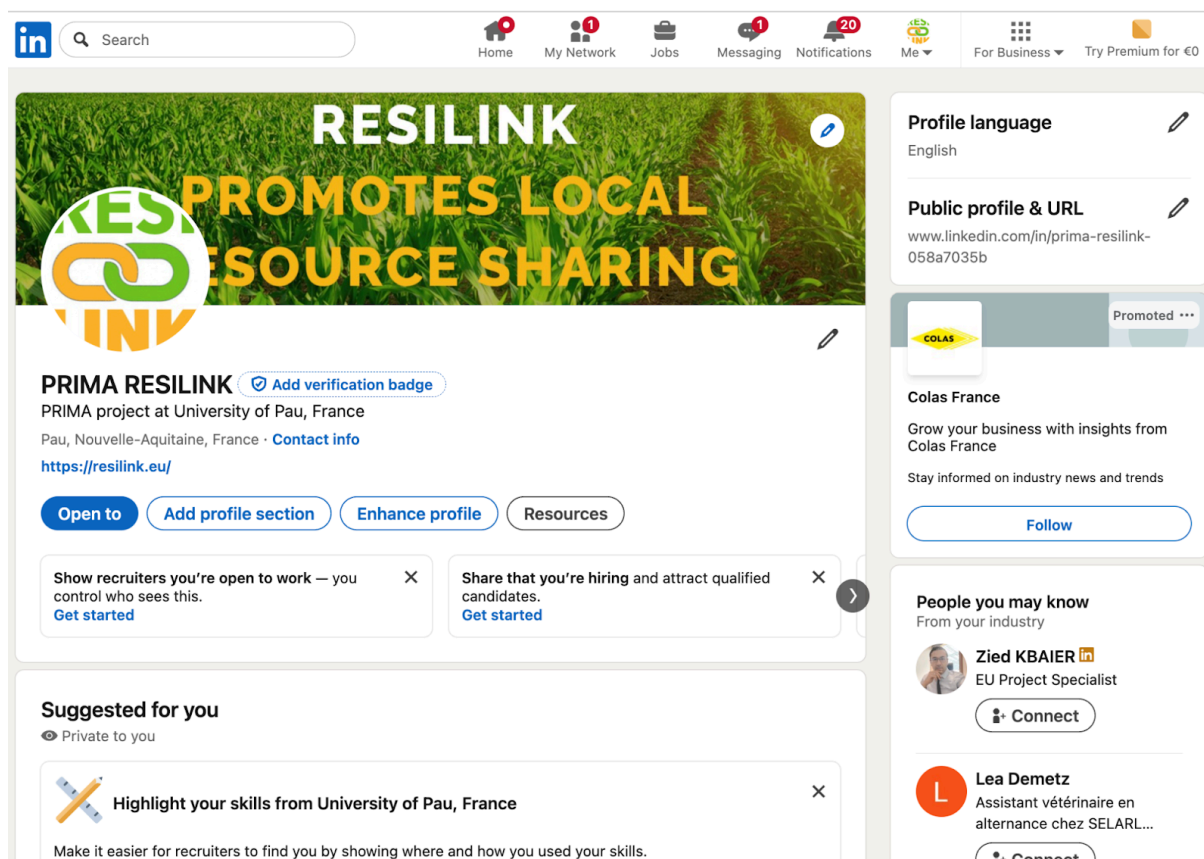 in
Search
1
1
20
Home
My Network
Jobs
Messaging
Notifications
Me
For Business
Try Premium for €0
RESILINK
PROMOTES LOCAL
ESOURCE SHARING
RESI
LINK
PRIMA RESILINK Add verification badge
PRIMA project at University of Pau, France
Pau, Nouvelle-Aquitaine, France · Contact info
https://resilink.eu/
Open to
Add profile section
Enhance profile
Resources
Show recruiters you’re open to work — you
control who sees this.
Get started
Share that you’re hiring and attract qualified
candidates.
Get started
Suggested for you
Private to you
Highlight your skills from University of Pau, France
Make it easier for recruiters to find you by showing where and how you used your skills.
Profile language
English
Public profile & URL
www.linkedin.com/in/prima-resilink-
058a7035b
Promoted ···
COLAS
Colas France
Grow your business with insights from
Colas France
Stay informed on industry news and trends
Follow
People you may know
From your industry
Zied KBAIER in
EU Project Specialist
Connect
L
Lea Demetz
Assistant vétérinaire en
alternance chez SELARL...
Connect